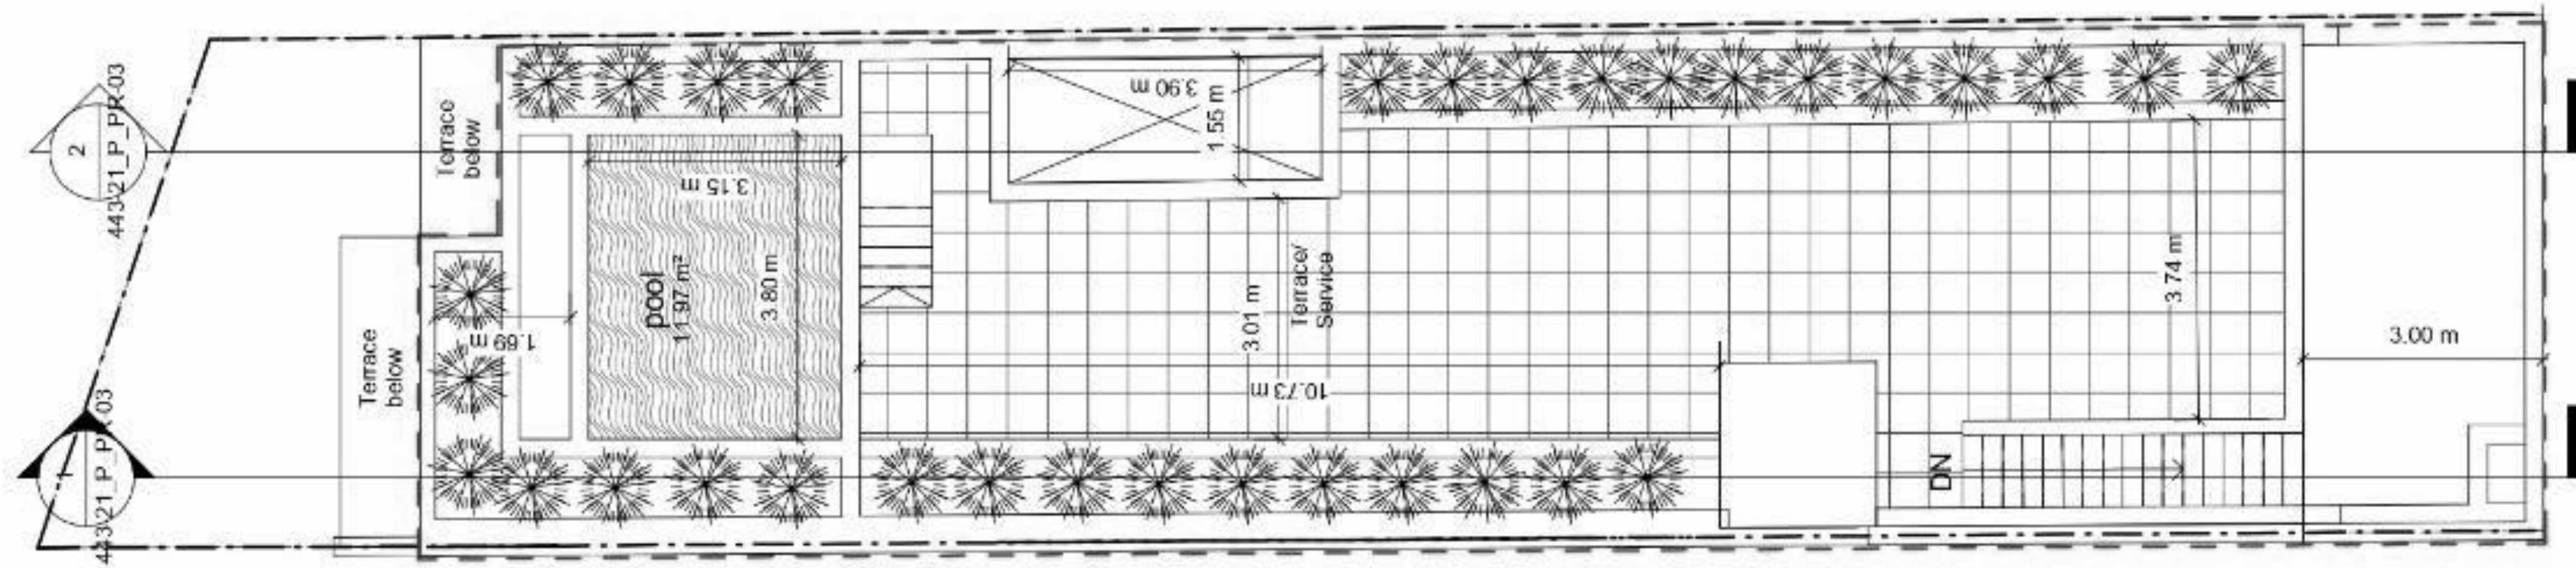 2
443-21_P_PR-03
1
443-21_P_PR-03
Terrace
below
Terrace
below
1.69 m
pool
11.97 m²
3.15 m
3.80 m
3.90 m
1.55 m
3.01 m
Terrace/
Service
10.73 m
DN
3.74 m
3.00 m